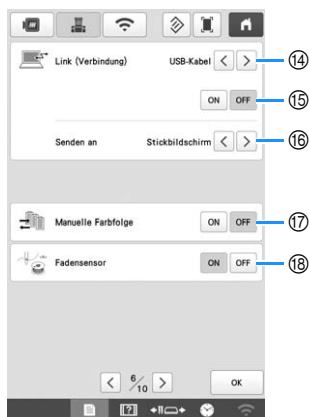 Link (Verbindung) USB-Kabel < > ⑭
ON OFF ⑮
Senden an Stickbildschirm < > ⑯
Manuelle Farbfolge ON OFF ⑰
Fadensensor ON OFF ⑱
< 6/10 > OK
?